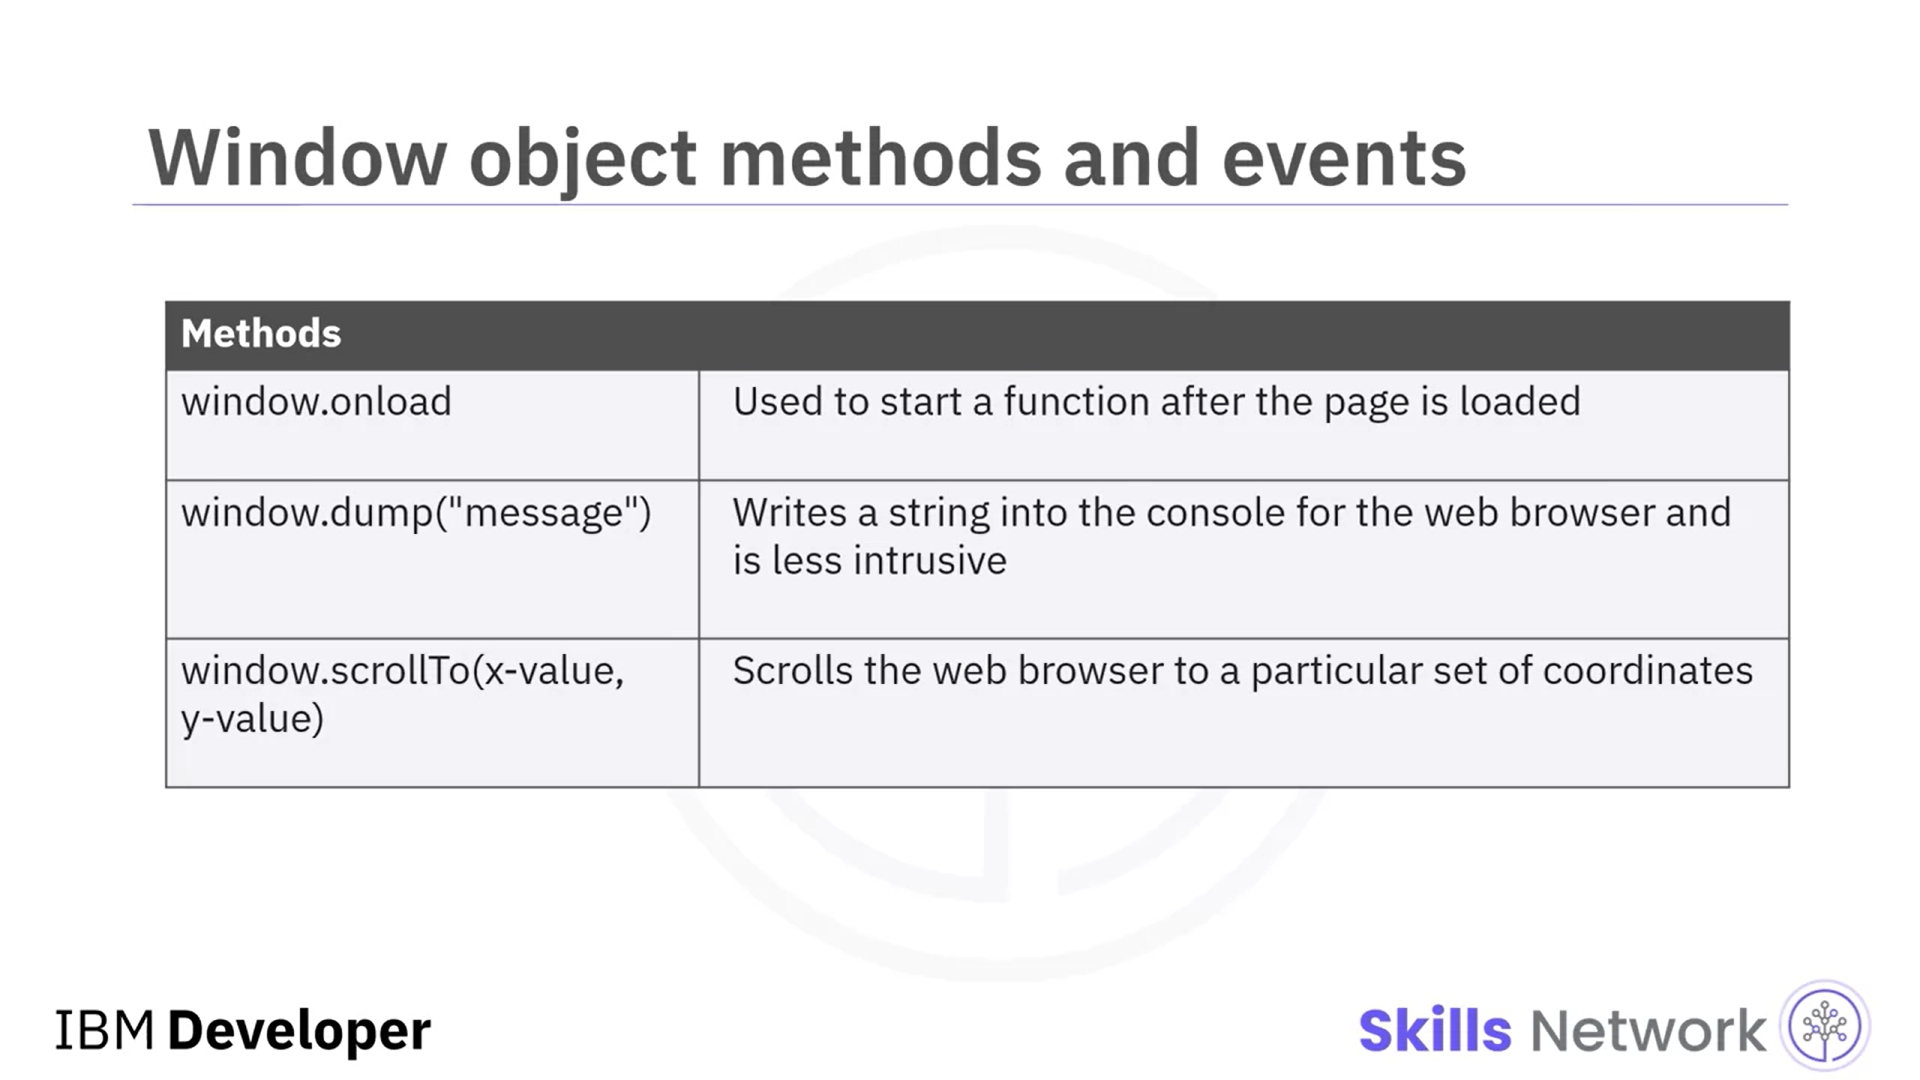 Window object methods and events
Methods
window.onload
Used to start a function after the page is loaded
window.dump("message")
Writes a string into the console for the web browser and
is less intrusive
window.scrollTo(x-value,
y-value)
Scrolls the web browser to a particular set of coordinates
IBM Developer
Skills Network